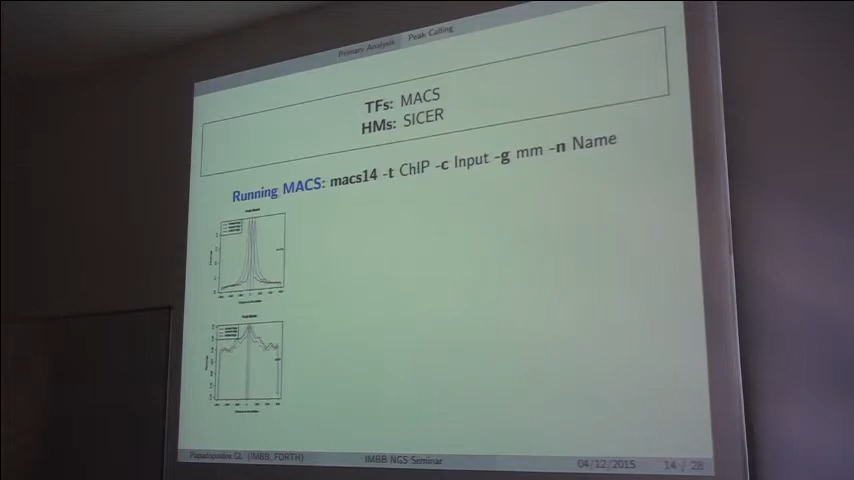 Primary Analysis Peak Calling
TFs: MACS
HMs: SICER
Running MACS: macs14 -t ChIP -c Input -g mm -n Name
Papadopoulos GL (IMBB, FORTH) IMBB NGS Seminar 04/12/2015 14 / 28